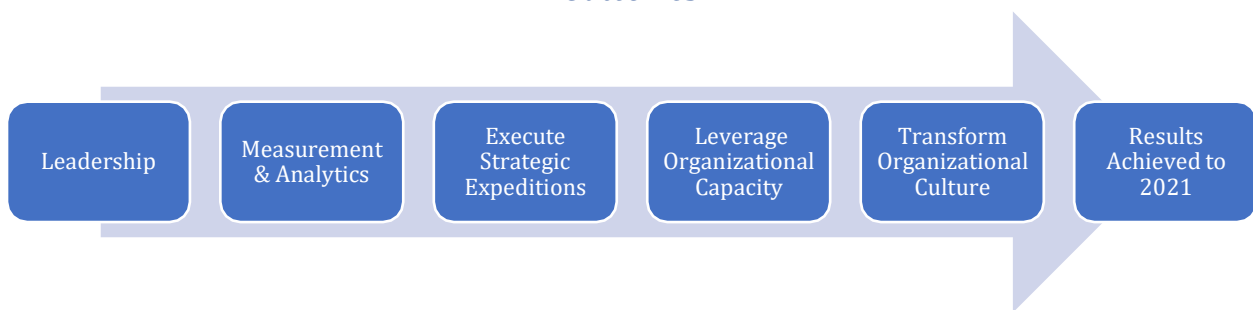 Leadership
Measurement
& Analytics
Execute
Strategic
Expeditions
Leverage
Organizational
Capacity
Transform
Organizational
Culture
Results
Achieved to
2021